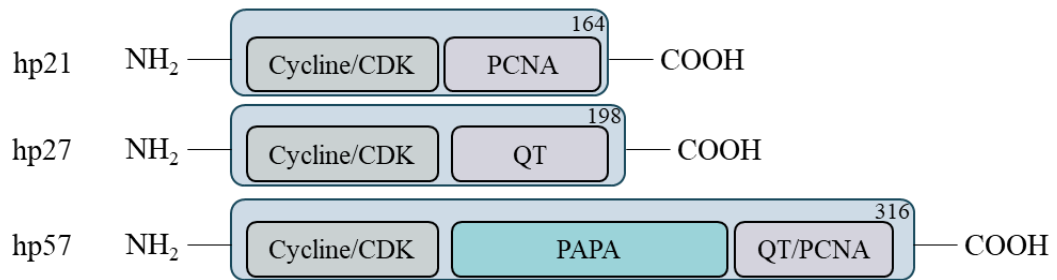 164
hp21 NH₂ Cycline/CDK PCNA COOH
198
hp27 NH₂ Cycline/CDK QT COOH
316
hp57 NH₂ Cycline/CDK PAPA QT/PCNA COOH